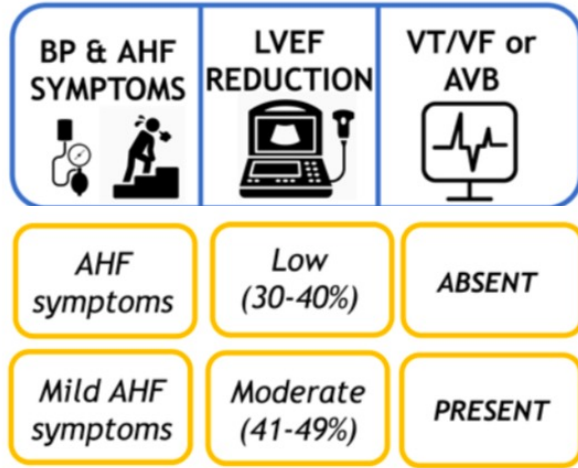 BP & AHF
SYMPTOMS
LVEF
REDUCTION
VT/VF or
AVB
AHF
symptoms
Low
(30-40%)
ABSENT
Mild AHF
symptoms
Moderate
(41-49%)
PRESENT